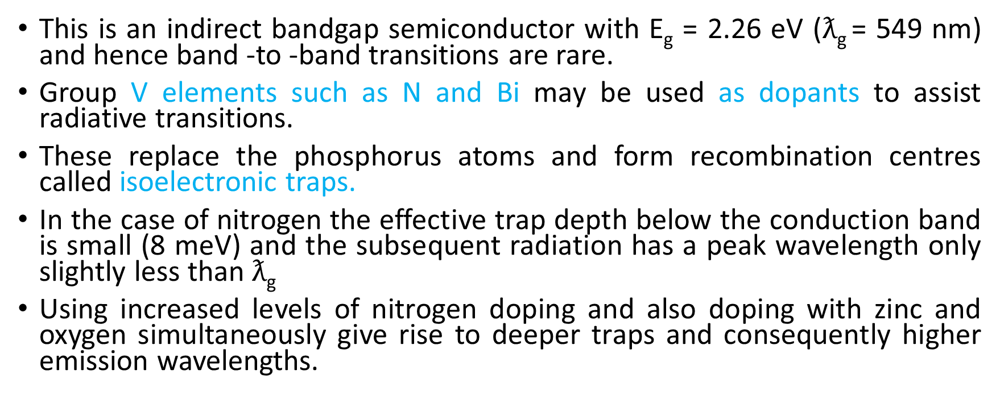 • This is an indirect bandgap semiconductor with Eg = 2.26 eV (ƛg = 549 nm)
and hence band -to -band transitions are rare.
• Group V elements such as N and Bi may be used as dopants to assist
radiative transitions.
• These replace the phosphorus atoms and form recombination centres
called isoelectronic traps.
• In the case of nitrogen the effective trap depth below the conduction band
is small (8 meV) and the subsequent radiation has a peak wavelength only
slightly less than ƛg
• Using increased levels of nitrogen doping and also doping with zinc and
oxygen simultaneously give rise to deeper traps and consequently higher
emission wavelengths.